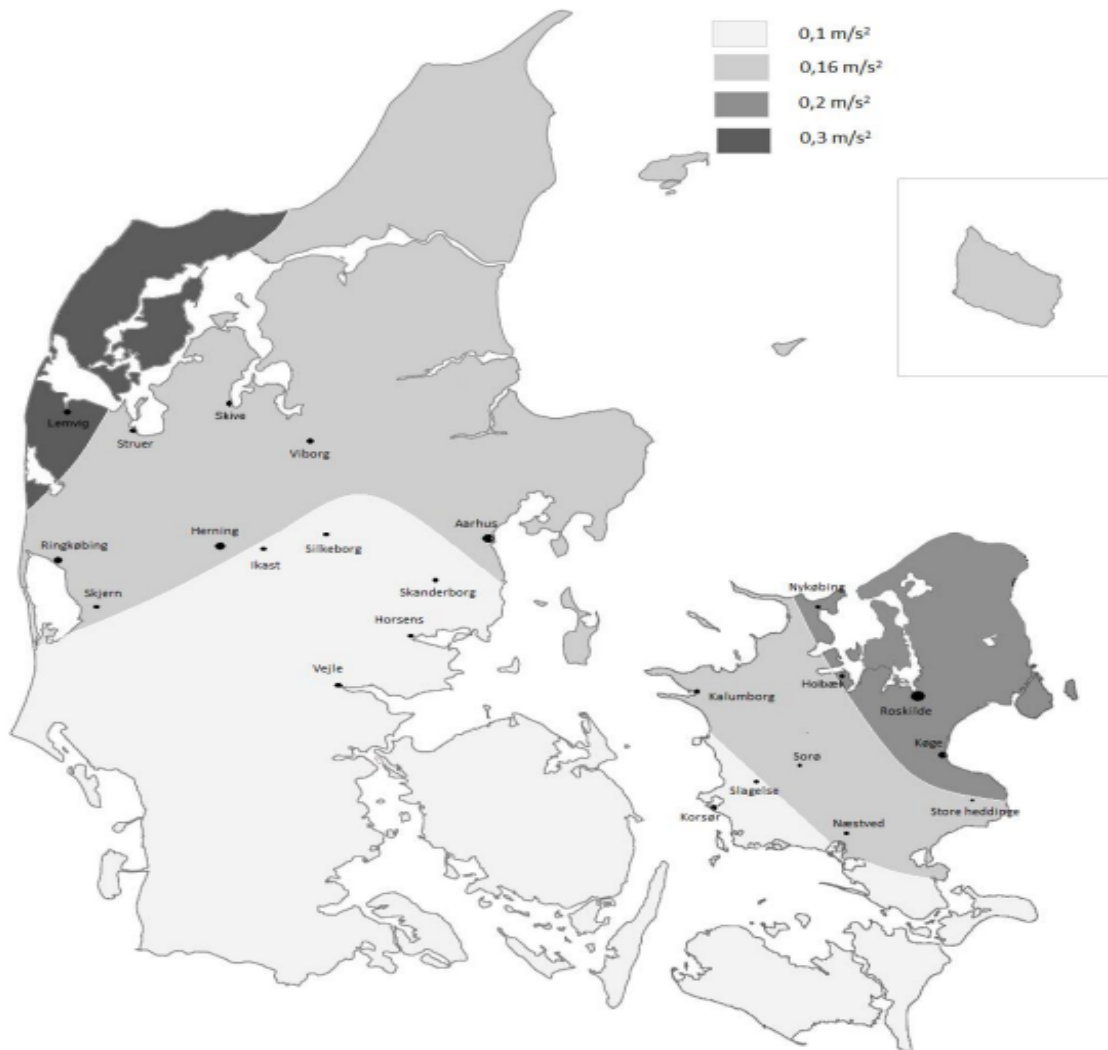 0,1 m/s²
0,16 m/s²
0,2 m/s²
0,3 m/s²
Lemvig
Skive
Struer
Viborg
Herning
Aarhus
Ringkøbing
Silkeborg
Ikast
Skjern
Skanderborg
Nykøbing
Horsens
Vejle
Holbæk
Kalumborg
Roskilde
Køge
Sorø
Slagelse
Korsør
Store heddinge
Næstved